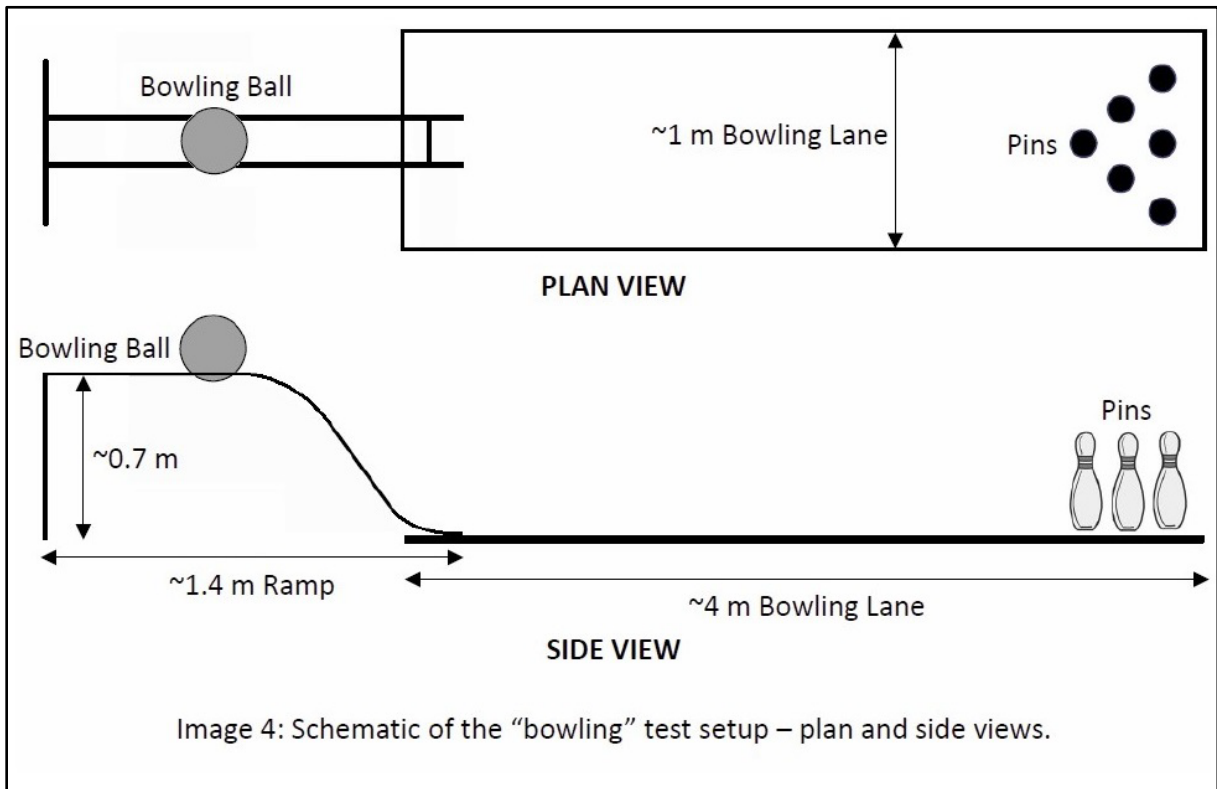 Bowling Ball
~1 m Bowling Lane
Pins
PLAN VIEW
Bowling Ball
Pins
~0.7 m
~1.4 m Ramp
~4 m Bowling Lane
SIDE VIEW
Image 4: Schematic of the “bowling” test setup – plan and side views.